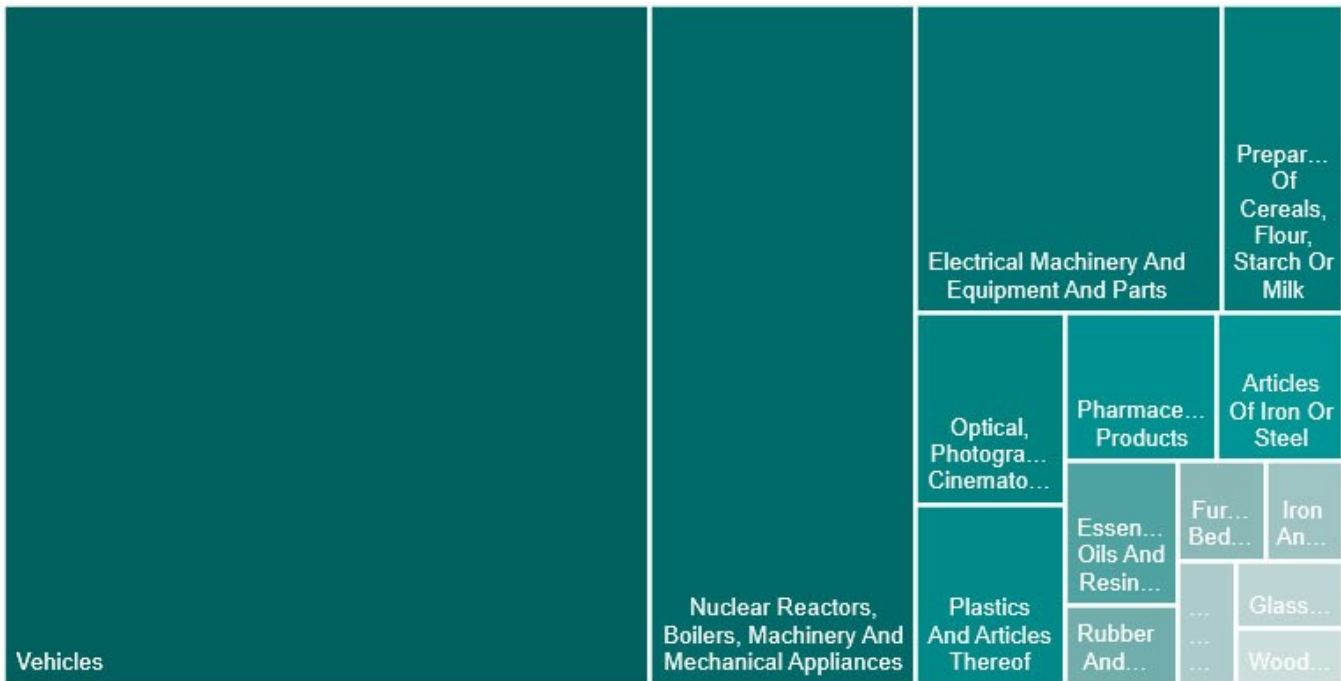 Vehicles
Nuclear Reactors,
Boilers, Machinery And
Mechanical Appliances
Electrical Machinery And
Equipment And Parts
Prepar...
Of
Cereals,
Flour,
Starch Or
Milk
Optical,
Photogra...
Cinemato...
Pharmace...
Products
Articles
Of Iron Or
Steel
Plastics
And Articles
Thereof
Essen...
Oils And
Resin...
Rubber
And...
Fur...
Bed...
Iron
An...
...
...
...
Glass...
Wood...